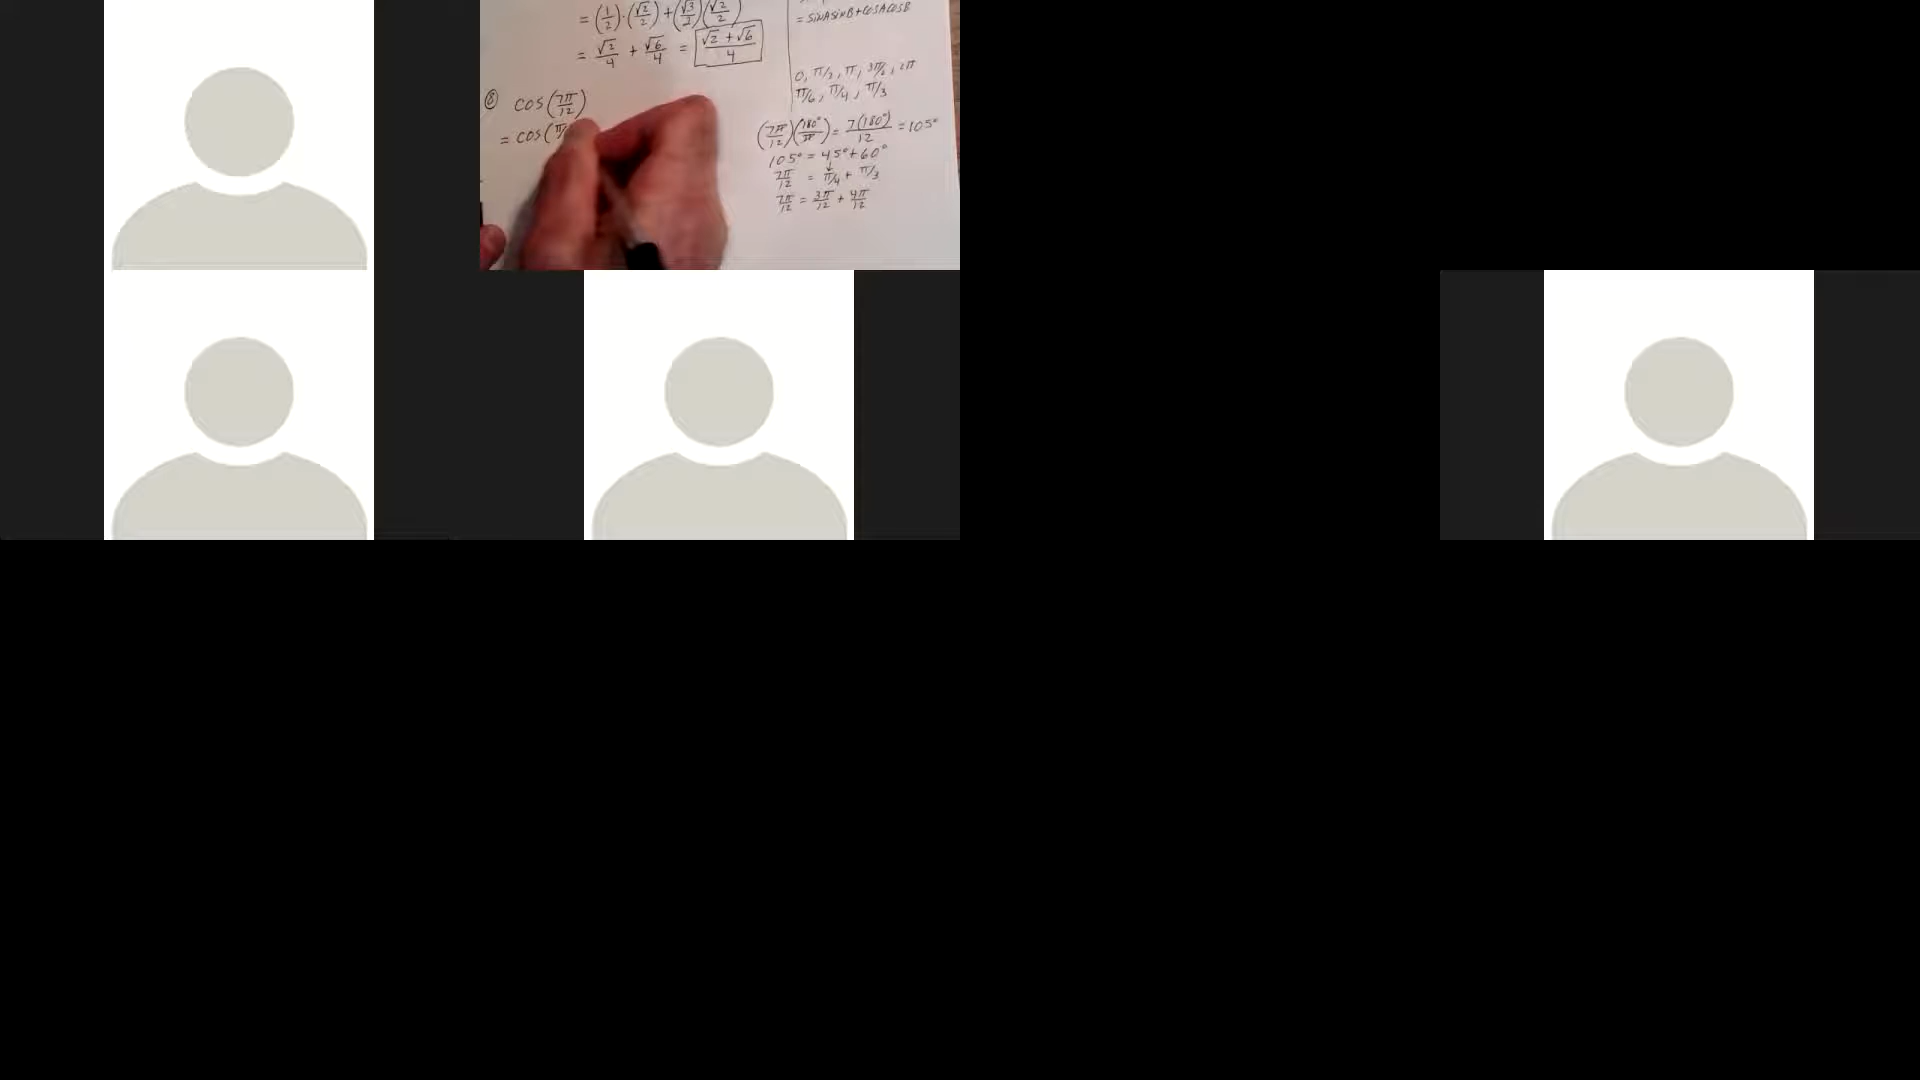 = (1/2)·(√2/2) + (√3/2)(√2/2)
= √2/4 + √6/4 = √2 + √6/4
= sinAsinB+cosAcosB
0, π/2, π, 3π/2, 2π
π/6, π/4, π/3
⑧ cos(7π/12)
= cos(π/
(7π/12)(180°/π) = 7(180°)/12 = 105°
105° = 45° + 60°
7π/12 = π/4 + π/3
7π/12 = 3π/12 + 4π/12